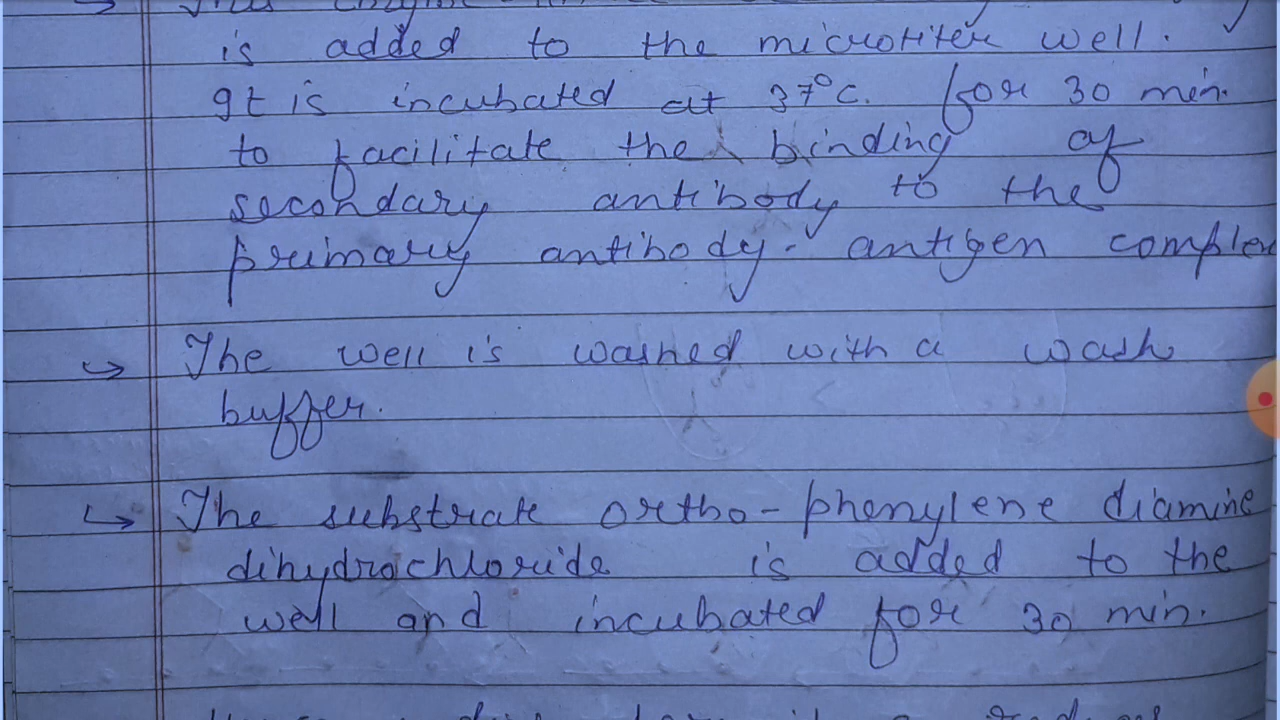 is added to the microtiter well.
It is incubated at 37°c. for 30 min.
to facilitate the binding of
secondary antibody to the
primary antibody-antigen complex
↪ The well is washed with a wash
buffer.
↪ The substrate ortho-phenylene diamine
dihydrochloride is added to the
well and incubated for 30 min.